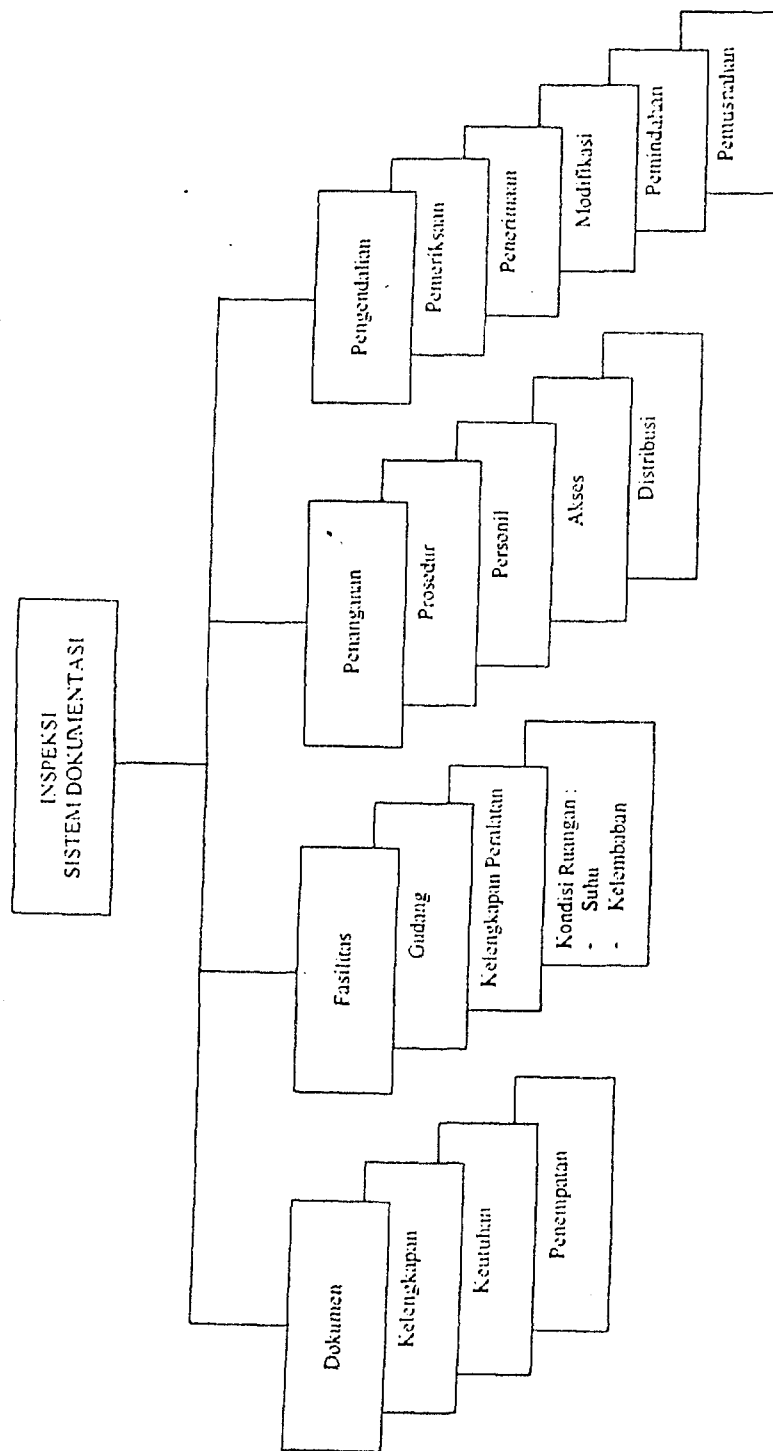 INSPEKSI
SISTEM DOKUMENTASI
Dokumen
Kelengkapan
Keutuhan
Penempatan
Fasilitas
Gudang
Kelengkapan Peralatan
Kondisi Ruangan :
- Suhu
- Kelembaban
Penanganan
Prosedur
Personil
Akses
Distribusi
Pengendalian
Pemeriksaan
Penerimaan
Modifikasi
Pemindahan
Pemusnahan